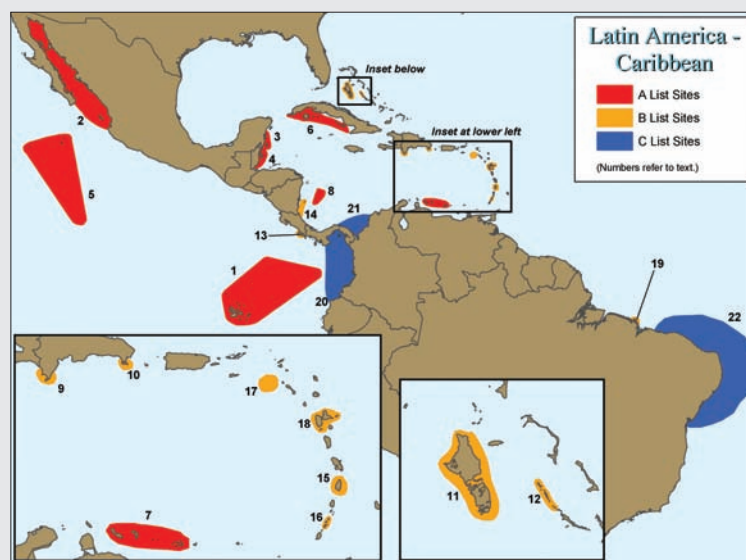 Latin America -
Caribbean
A List Sites
B List Sites
C List Sites
(Numbers refer to text.)
Inset below
Inset at lower left
2
6
3
4
5
8
14
21
13
1
20
19
22
9
10
17
18
15
16
7
11
12